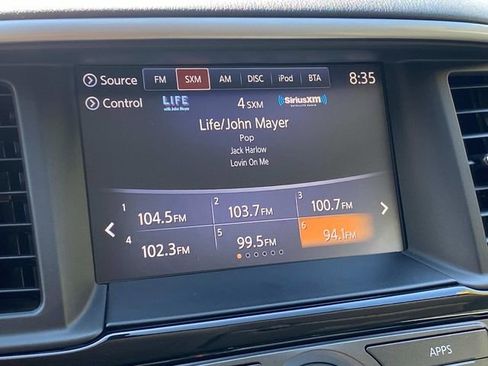 Source FM SXM AM DISC iPod BTA 8:35
Control LIFE with John Mayer 4 SXM SiriusXM SATELLITE RADIO
Life/John Mayer
Pop
Jack Harlow
Lovin On Me
1 104.5FM 2 103.7FM 3 100.7FM
4 102.3FM 5 99.5FM 6 94.1FM
APPS